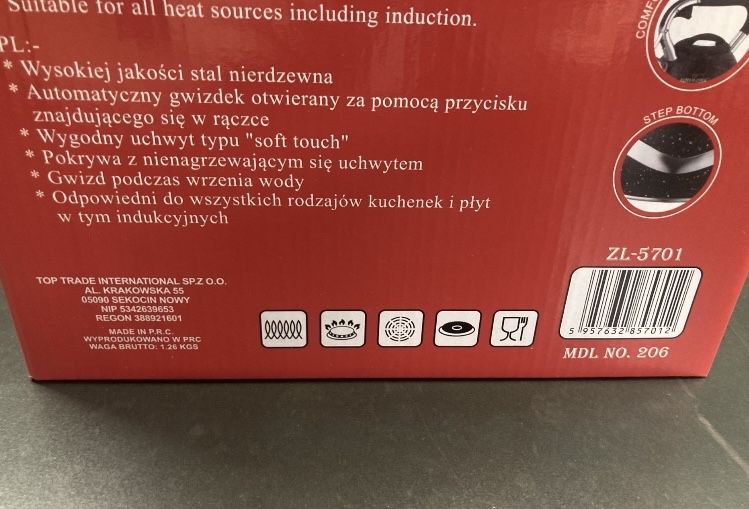 Suitable for all heat sources including induction.
PL:-
* Wysokiej jakości stal nierdzewna
* Automatyczny gwizdek otwierany za pomocą przycisku
znajdującego się w rączce
* Wygodny uchwyt typu "soft touch"
* Pokrywa z nienagrzewającym się uchwytem
* Gwizd podczas wrzenia wody
* Odpowiedni do wszystkich rodzajów kuchenek i płyt
w tym indukcyjnych
STEP BOTTOM
TOP TRADE INTERNATIONAL SP.Z O.O.
AL. KRAKOWSKA 55
05090 SEKOCIN NOWY
NIP 5342639653
REGON 388921601
MADE IN P.R.C.
WYPRODUKOWANO W PRC
WAGA BRUTTO: 1.26 KGS
ZL-5701
5 957632 857012
MDL NO. 206